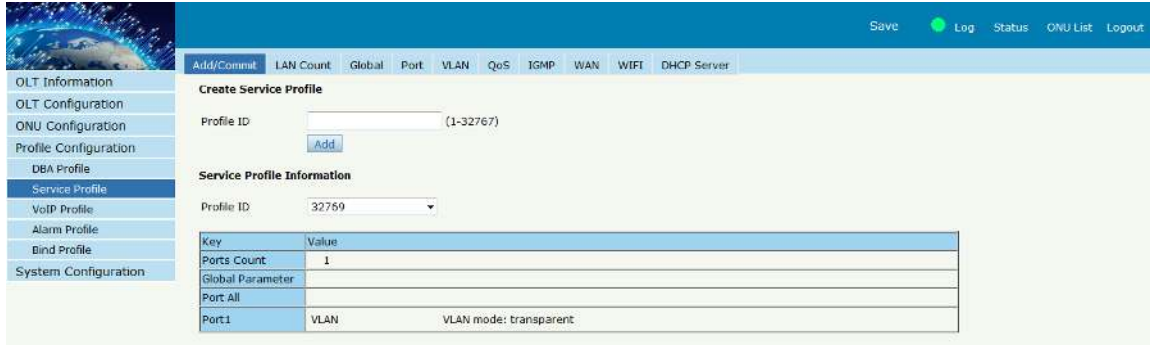 Save Log Status ONU List Logout
Add/Commit LAN Count Global Port VLAN QoS IGMP WAN WIFI DHCP Server
OLT Information
OLT Configuration
ONU Configuration
Profile Configuration
DBA Profile
Service Profile
VoIP Profile
Alarm Profile
Bind Profile
System Configuration
Create Service Profile
Profile ID (1-32767)
Add
Service Profile Information
Profile ID 32769
Key Value
Ports Count 1
Global Parameter
Port All
Port1 VLAN VLAN mode: transparent